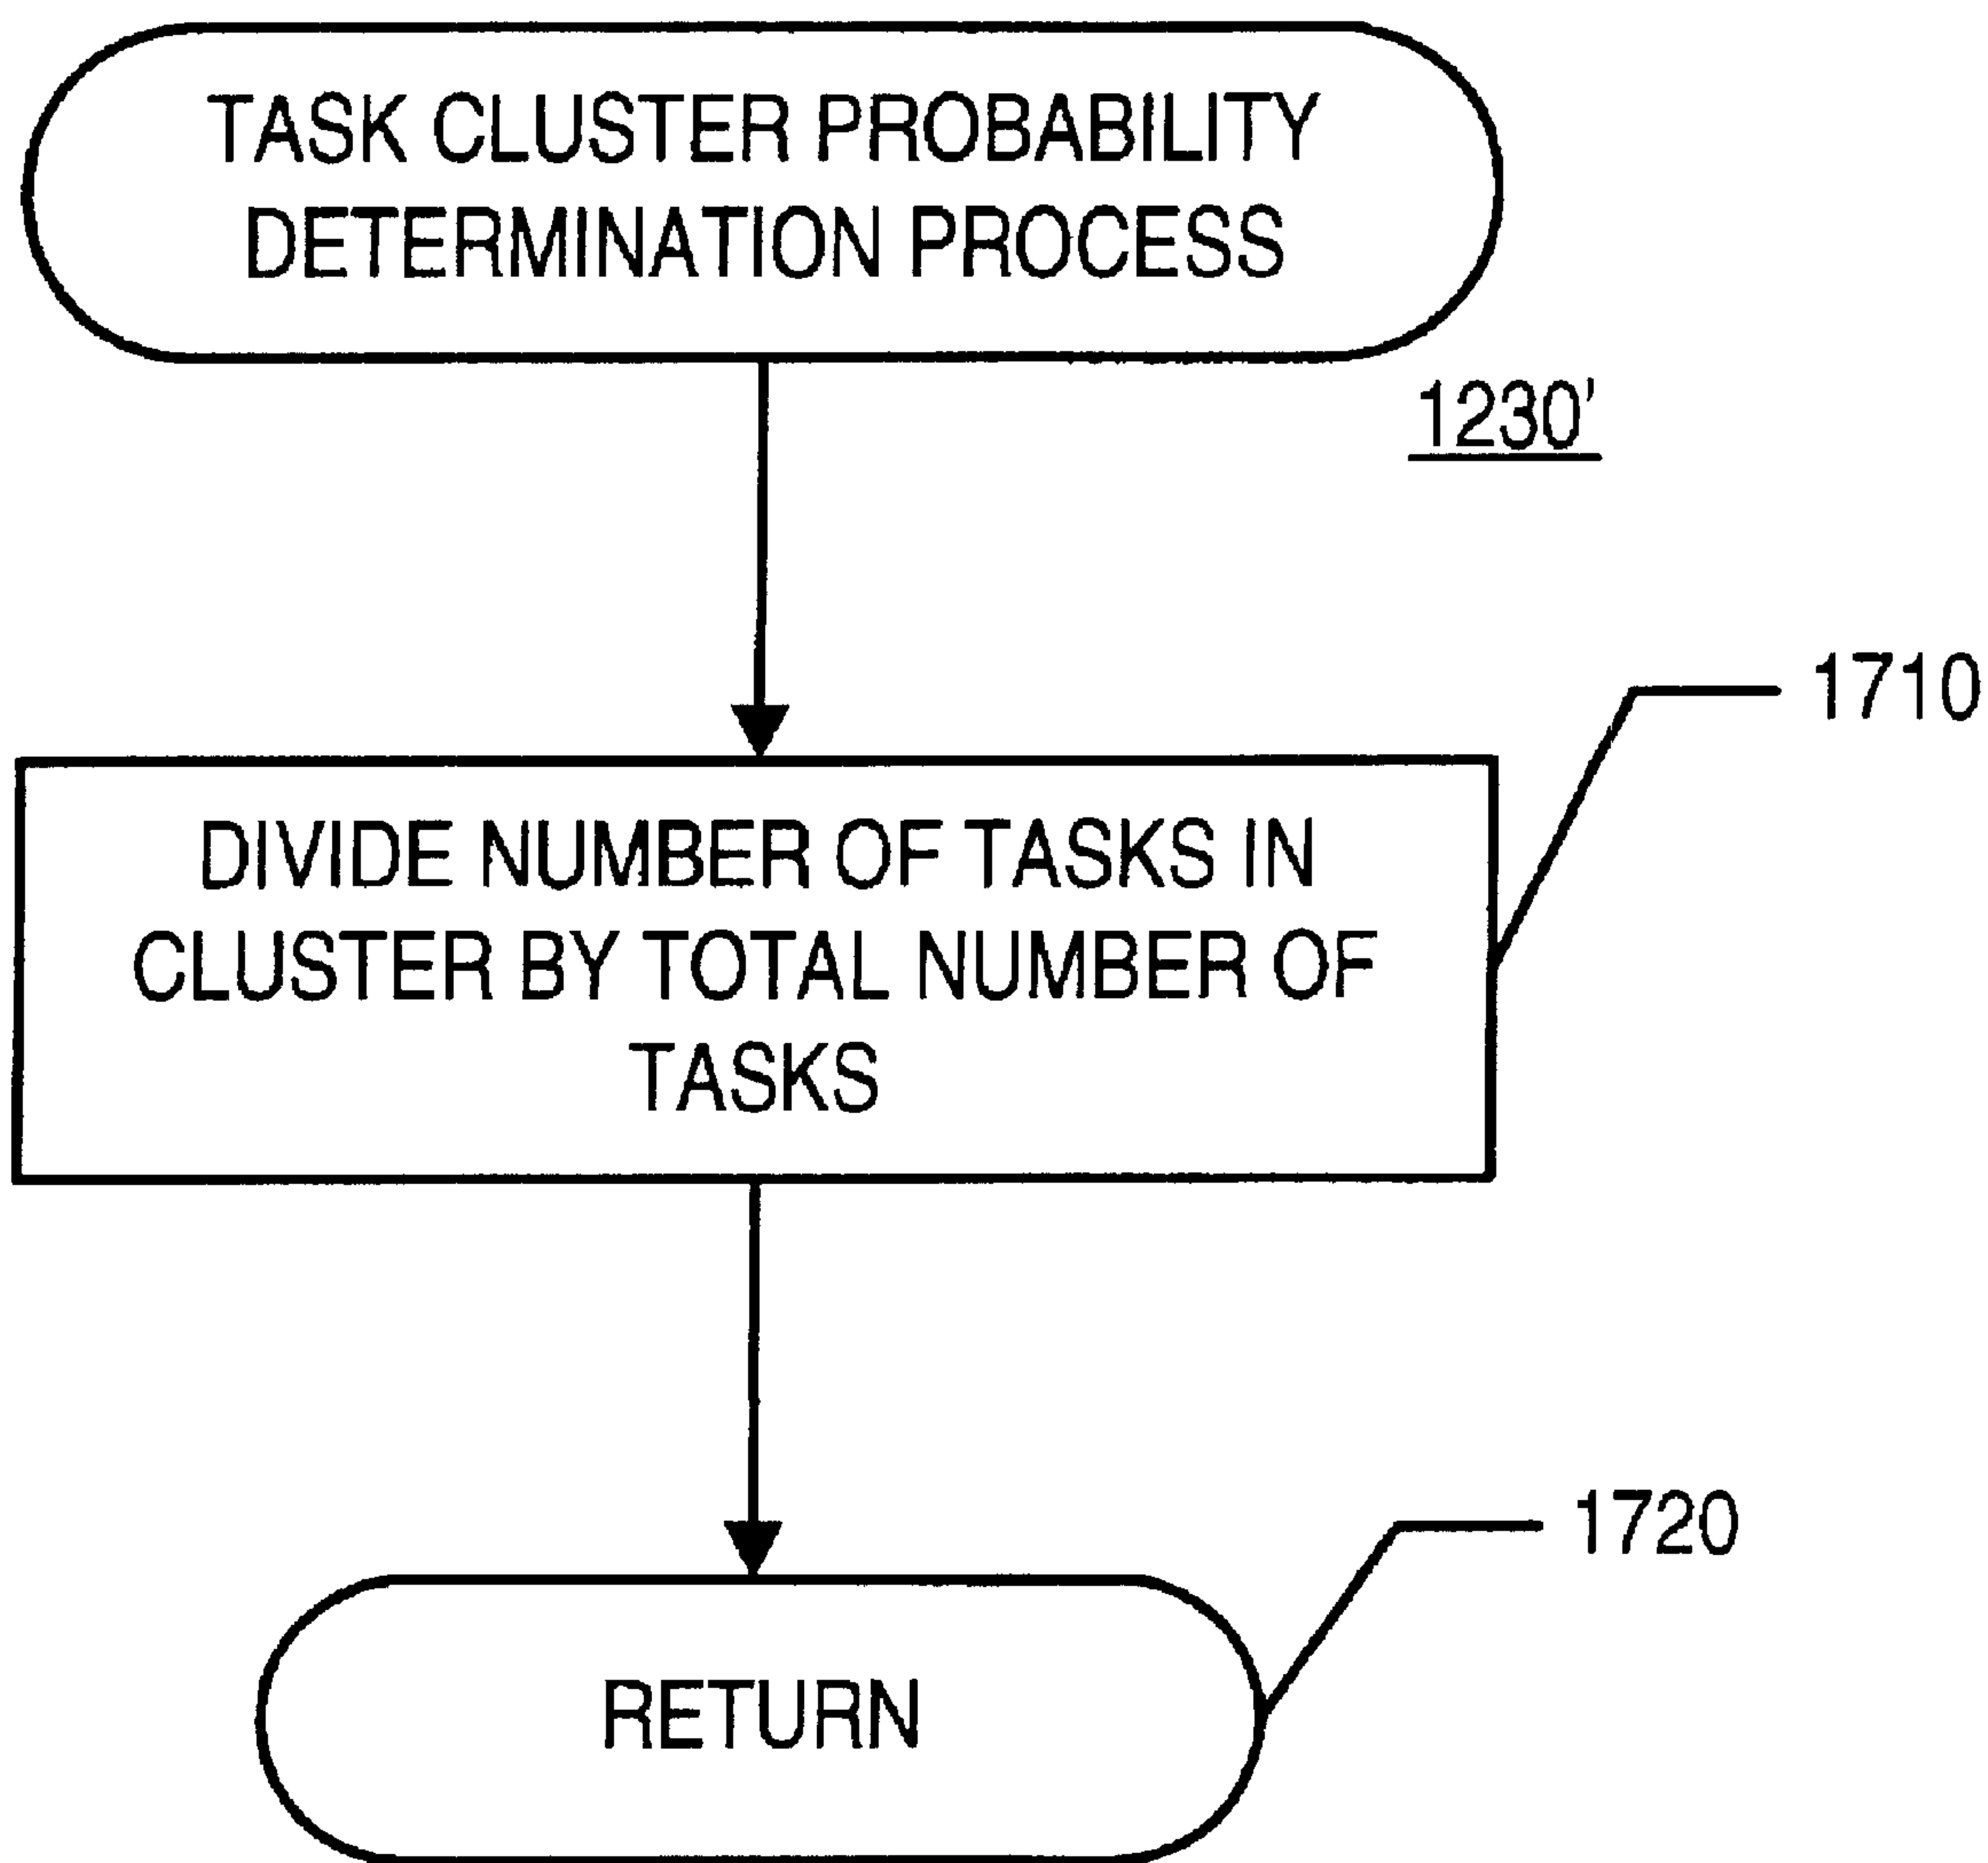 TASK CLUSTER PROBABILITY
DETERMINATION PROCESS
1230'
1710
DIVIDE NUMBER OF TASKS IN
CLUSTER BY TOTAL NUMBER OF
TASKS
1720
RETURN